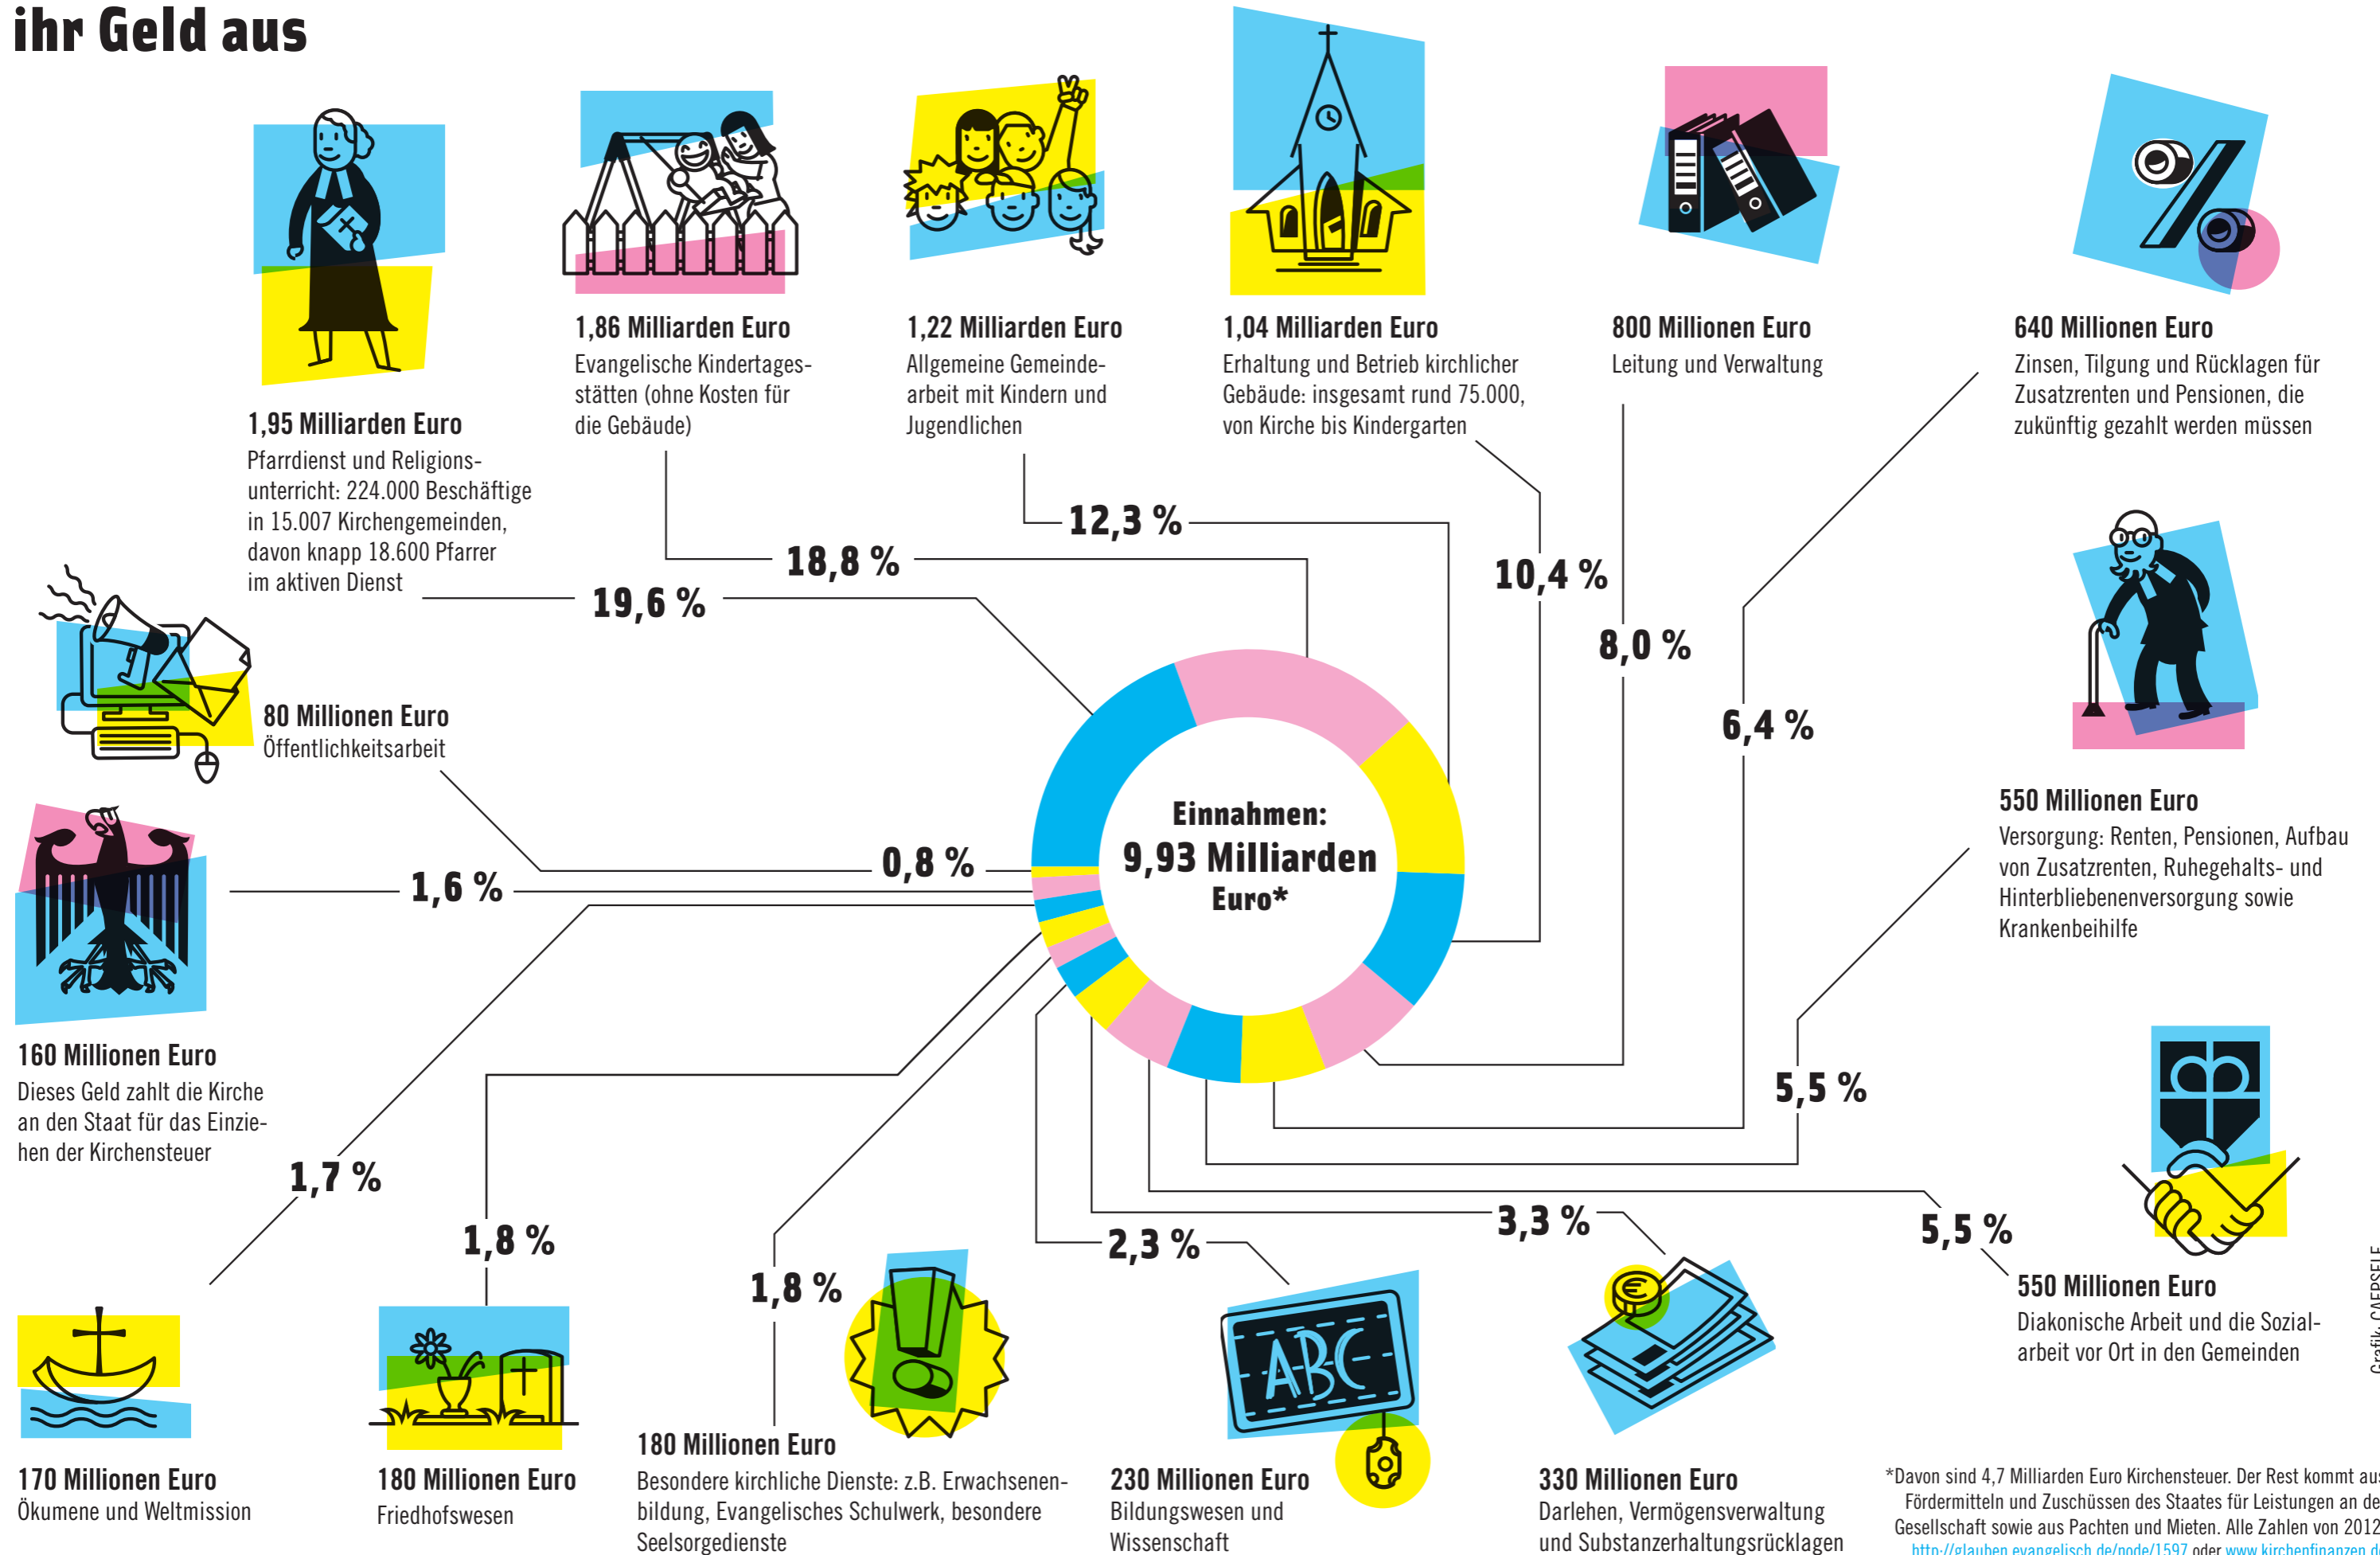 ihr Geld aus
1,95 Milliarden Euro
Pfarrdienst und Religions-
unterricht: 224.000 Beschäftige
in 15.007 Kirchengemeinden,
davon knapp 18.600 Pfarrer
im aktiven Dienst
19,6 %
1,86 Milliarden Euro
Evangelische Kindertages-
stätten (ohne Kosten für
die Gebäude)
18,8 %
1,22 Milliarden Euro
Allgemeine Gemeinde-
arbeit mit Kindern und
Jugendlichen
12,3 %
1,04 Milliarden Euro
Erhaltung und Betrieb kirchlicher
Gebäude: insgesamt rund 75.000,
von Kirche bis Kindergarten
10,4 %
800 Millionen Euro
Leitung und Verwaltung
8,0 %
640 Millionen Euro
Zinsen, Tilgung und Rücklagen für
Zusatzrenten und Pensionen, die
zukünftig gezahlt werden müssen
6,4 %
550 Millionen Euro
Versorgung: Renten, Pensionen, Aufbau
von Zusatzrenten, Ruhegehalts- und
Hinterbliebenenversorgung sowie
Krankenbeihilfe
5,5 %
80 Millionen Euro
Öffentlichkeitsarbeit
0,8 %
Einnahmen:
9,93 Milliarden
Euro*
160 Millionen Euro
Dieses Geld zahlt die Kirche
an den Staat für das Einzie-
hen der Kirchensteuer
1,6 %
170 Millionen Euro
Ökumene und Weltmission
1,7 %
180 Millionen Euro
Friedhofswesen
1,8 %
180 Millionen Euro
Besondere kirchliche Dienste: z.B. Erwachsenen-
bildung, Evangelisches Schulwerk, besondere
Seelsorgedienste
1,8 %
ABC
230 Millionen Euro
Bildungswesen und
Wissenschaft
2,3 %
€
330 Millionen Euro
Darlehen, Vermögensverwaltung
und Substanzerhaltungsrücklagen
3,3 %
550 Millionen Euro
Diakonische Arbeit und die Sozial-
arbeit vor Ort in den Gemeinden
5,5 %
*Davon sind 4,7 Milliarden Euro Kirchensteuer. Der Rest kommt aus
Fördermitteln und Zuschüssen des Staates für Leistungen an de
Gesellschaft sowie aus Pachten und Mieten. Alle Zahlen von 2012
http://glauben.evangelisch.de/node/1597 oder www.kirchenfinanzen.d
Grafik: